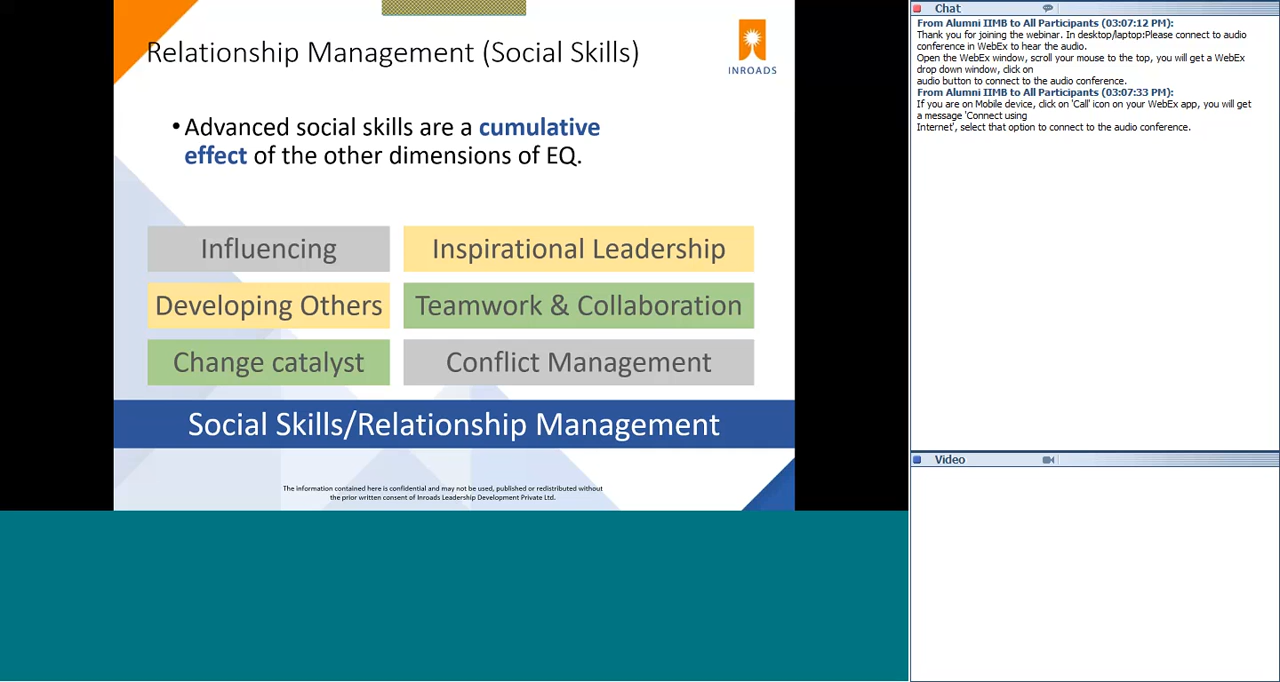 Relationship Management (Social Skills)
INROADS
•Advanced social skills are a cumulative
effect of the other dimensions of EQ.
Influencing
Inspirational Leadership
Developing Others
Teamwork & Collaboration
Change catalyst
Conflict Management
Social Skills/Relationship Management
The information contained here is confidential and may not be used, published or redistributed without
the prior written consent of Inroads Leadership Development Private Ltd.
Chat
From Alumni IIMB to All Participants (03:07:12 PM):
Thank you for joining the webinar. In desktop/laptop:Please connect to audio
conference in WebEx to hear the audio.
Open the WebEx window, scroll your mouse to the top, you will get a WebEx
drop down window, click on
audio button to connect to the audio conference.
From Alumni IIMB to All Participants (03:07:33 PM):
If you are on Mobile device, click on 'Call' icon on your WebEx app, you will get
a message 'Connect using
Internet', select that option to connect to the audio conference.
Video